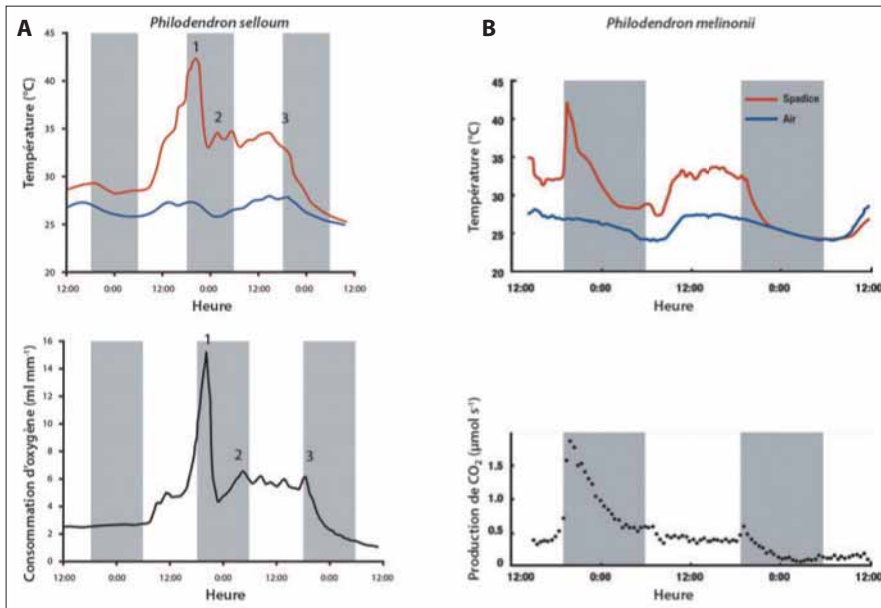 A
Philodendron selloum
Température (°C)
45
40
35
30
25
20
1
2
3
12:00 0:00 12:00 0:00 12:00 0:00 12:00
Heure
Consommation d'oxygène (ml mm⁻¹)
16
14
12
10
8
6
4
2
0
1
2
3
12:00 0:00 12:00 0:00 12:00 0:00 12:00
Heure
B
Philodendron melinonii
Température (°C)
45
40
35
30
25
20
Spadice
Air
12:00 0:00 12:00 0:00 12:00
Heure
Production de CO₂ (µmol s⁻¹)
1.5
1.0
0.5
0
12:00 0:00 12:00 0:00 12:00
Heure